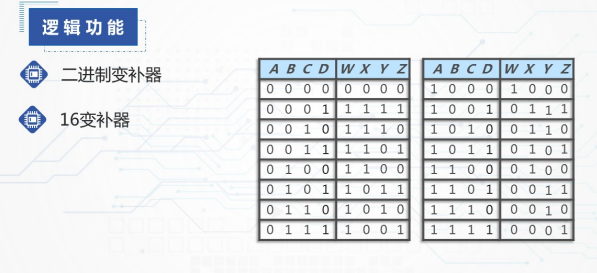 逻辑功能
二进制变补器
16变补器
A B C D W X Y Z
0 0 0 0 0 0 0 0
0 0 0 1 1 1 1 1
0 0 1 0 1 1 1 0
0 0 1 1 1 1 0 1
0 1 0 0 1 1 0 0
0 1 0 1 1 0 1 1
0 1 1 0 1 0 1 0
0 1 1 1 1 0 0 1
A B C D W X Y Z
1 0 0 0 1 0 0 0
1 0 0 1 0 1 1 1
1 0 1 0 0 1 1 0
1 0 1 1 0 1 0 1
1 1 0 0 0 1 0 0
1 1 0 1 0 0 1 1
1 1 1 0 0 0 1 0
1 1 1 1 0 0 0 1